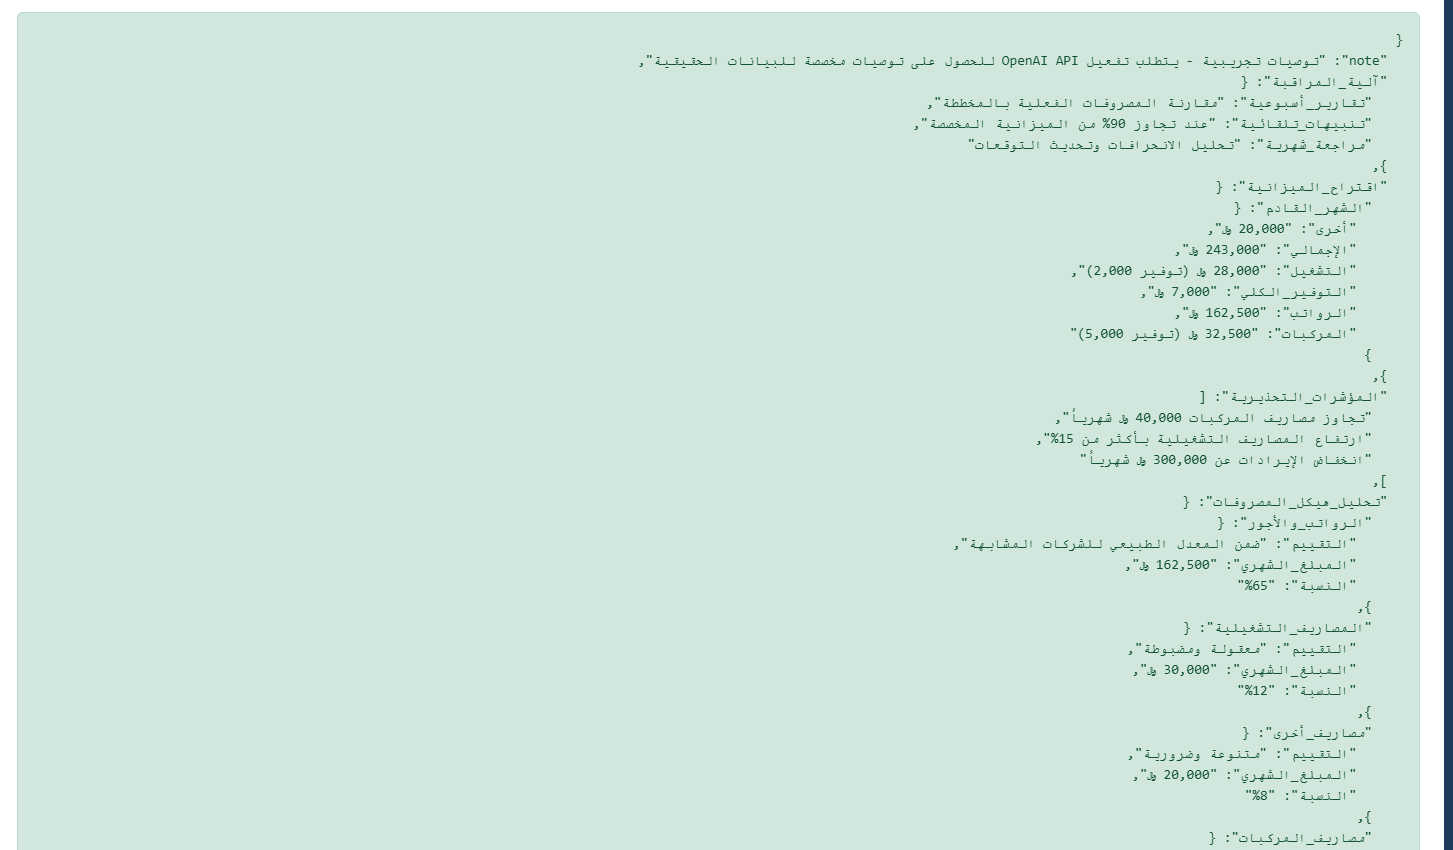 {
"note": "توصيات تجريبية - يتطلب تفعيل OpenAI API للحصول على توصيات مخصصة للبيانات الحقيقية",
"آلية_المراقبة": {
"تقارير_أسبوعية": "مقارنة المصروفات الفعلية بالمخططة",
"تنبيهات_تلقائية": "عند تجاوز 90% من الميزانية المخصصة",
"مراجعة_شهرية": "تحليل الانحرافات وتحديث التوقعات"
},
"اقتراح_الميزانية": {
"الشهر_القادم": {
"أخرى": "20,000 ﷼",
"الإجمالي": "243,000 ﷼",
"التشغيل": "28,000 ﷼ (توفير 2,000)",
"التوفير_الكلي": "7,000 ﷼",
"الرواتب": "162,500 ﷼",
"المركبات": "32,500 ﷼ (توفير 5,000)"
}
},
"المؤشرات_التحذيرية": [
"تجاوز مصاريف المركبات 40,000 ﷼ شهرياً",
"ارتفاع المصاريف التشغيلية بأكثر من 15%",
"انخفاض الإيرادات عن 300,000 ﷼ شهرياً"
],
"تحليل_هيكل_المصروفات": {
"الرواتب_والأجور": {
"التقييم": "ضمن المعدل الطبيعي للشركات المشابهة",
"المبلغ_الشهري": "162,500 ﷼",
"النسبة": "65%"
},
"المصاريف_التشغيلية": {
"التقييم": "معقولة ومضبوطة",
"المبلغ_الشهري": "30,000 ﷼",
"النسبة": "12%"
},
"مصاريف_أخرى": {
"التقييم": "متنوعة وضرورية",
"المبلغ_الشهري": "20,000 ﷼",
"النسبة": "8%"
},
"مصاريف_المركبات": {